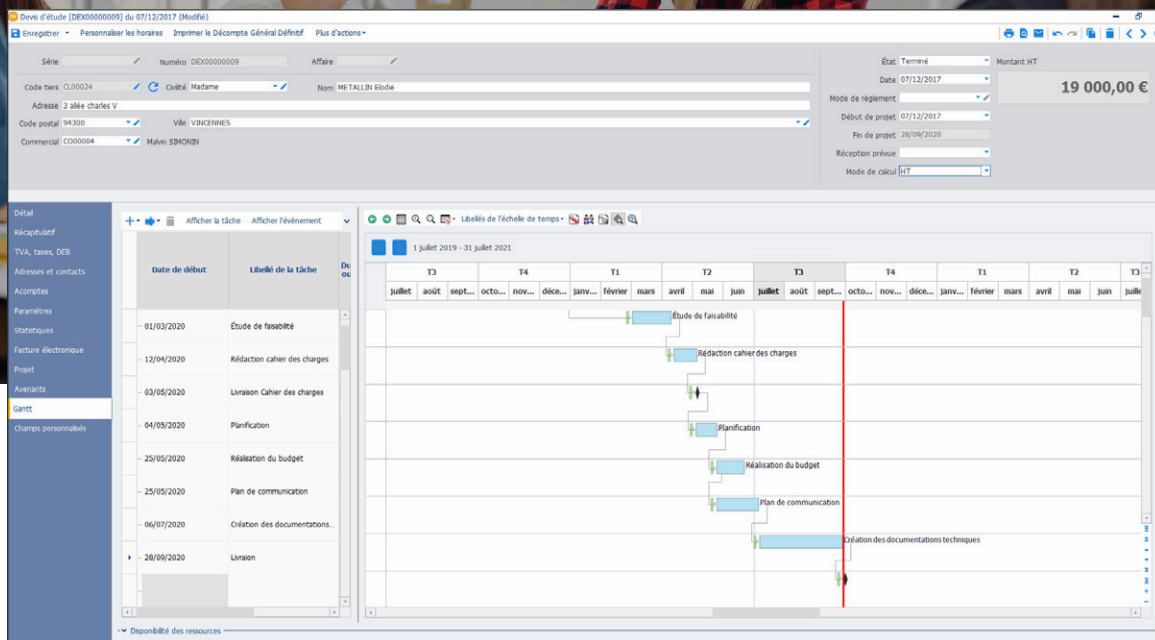 Devis d'étude [DEX00000009] du 07/12/2017 (Modifié)
Enregistrer Personnaliser les horaires Imprimer le Décompte Général Définitif Plus d'actions
Série Numéro DEX00000009 Affaire État Terminé Montant HT
Code tiers CL00024 Civilité Madame Nom METALLIN Elodie Date 07/12/2017 19 000,00 €
Adresse 3 allée charles V Mode de règlement
Code postal 94300 Ville VINCENNES Début de projet 07/12/2017
Commercial CO00004 Malvin SIMONIN Fin de projet 28/09/2020
Réception prévue
Mode de calcul HT
Détail
Récapitulatif
TVA, taxes, DEB
Adresses et contacts
Acomptes
Paramètres
Statistiques
Facture électronique
Projet
Avenants
Gantt
Champs personnalisés
Afficher la tâche Afficher l'évènement
Date de début Libellé de la tâche Du
ou
01/03/2020 Étude de faisabilité
12/04/2020 Rédaction cahier des charges
03/05/2020 Livraison Cahier des charges
04/05/2020 Planification
25/05/2020 Réalisation du budget
25/05/2020 Plan de communication
06/07/2020 Création des documentations...
28/09/2020 Livraion
Libellés de l'échelle de temps
1 juillet 2019 - 31 juillet 2021
T3 T4 T1 T2 T3 T4 T1 T2 T3
juillet août sept... octo... nov... déce... janv... février mars avril mai juin juillet août sept... octo... nov... déce... janv... février mars avril mai juin juille
Étude de faisabilité
Rédaction cahier des charges
Planification
Réalisation du budget
Plan de communication
Création des documentations techniques
Disponibilité des ressources